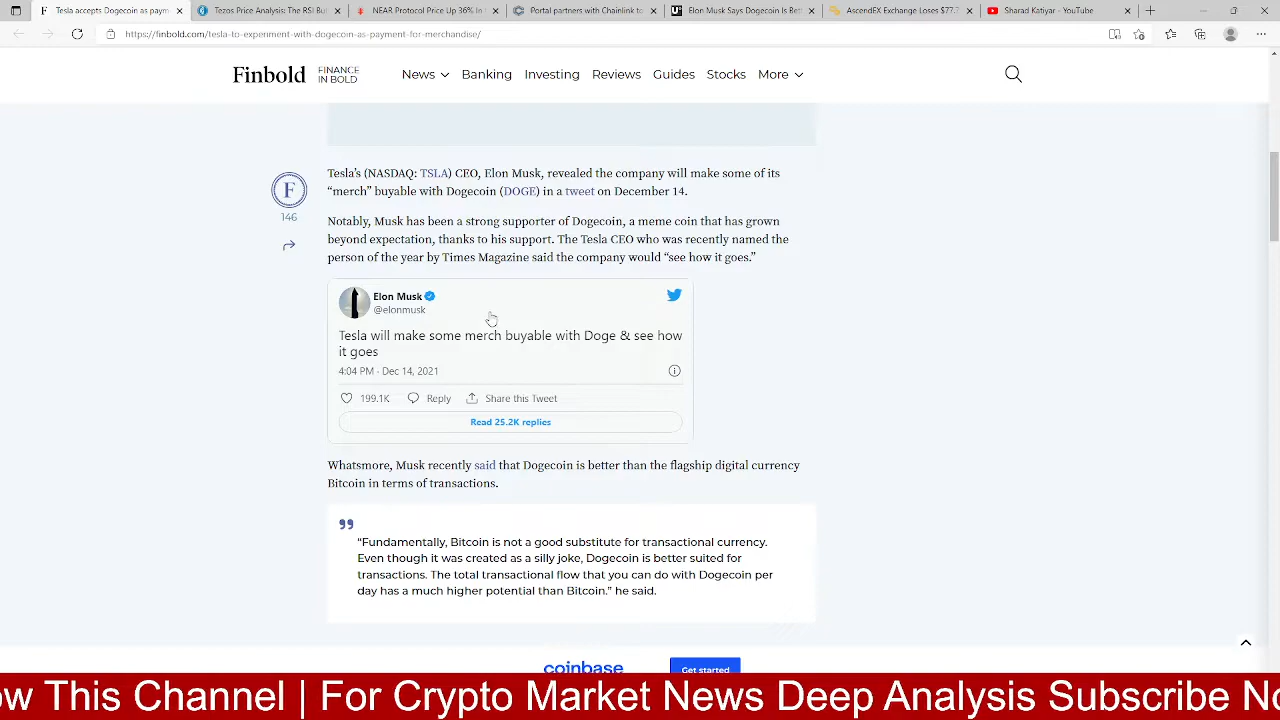 Tesla accepts Dogecoin as paym
Tezos Price Analysis: The RSI Bu
NEAR Protocol Price Up 36% in
Portal partners with Chainlink to
Elon Musk Says Dogecoin Is Bet
AscendEX Exchange Loses $77.7
Sharad Katiyar - YouTube
https://finbold.com/tesla-to-experiment-with-dogecoin-as-payment-for-merchandise/
Finbold
FINANCE
IN BOLD
News
Banking
Investing
Reviews
Guides
Stocks
More
Tesla's (NASDAQ: TSLA) CEO, Elon Musk, revealed the company will make some of its
“merch” buyable with Dogecoin (DOGE) in a tweet on December 14.
F
146
Notably, Musk has been a strong supporter of Dogecoin, a meme coin that has grown
beyond expectation, thanks to his support. The Tesla CEO who was recently named the
person of the year by Times Magazine said the company would “see how it goes.”
Elon Musk
@elonmusk
Tesla will make some merch buyable with Doge & see how
it goes
4:04 PM · Dec 14, 2021
199.1K Reply Share this Tweet
Read 25.2K replies
Whatsmore, Musk recently said that Dogecoin is better than the flagship digital currency
Bitcoin in terms of transactions.
“Fundamentally, Bitcoin is not a good substitute for transactional currency.
Even though it was created as a silly joke, Dogecoin is better suited for
transactions. The total transactional flow that you can do with Dogecoin per
day has a much higher potential than Bitcoin.” he said.
coinbase
Get started
ow This Channel | For Crypto Market News Deep Analysis Subscribe No